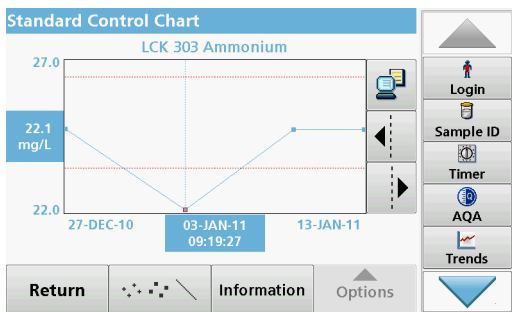 Standard Control Chart
LCK 303 Ammonium
27.0
22.1
mg/L
22.0
27-DEC-10
03-JAN-11
09:19:27
13-JAN-11
Return
Information
Options
Login
Sample ID
Timer
AQA
Trends